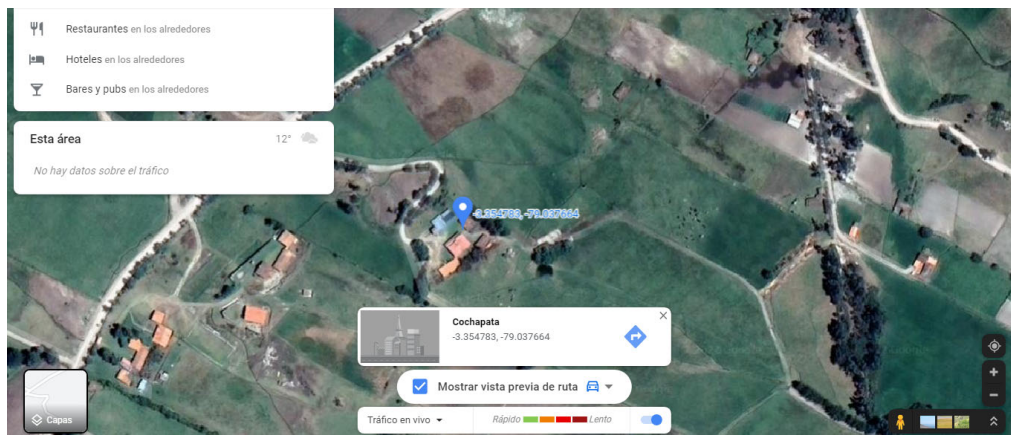 Restaurantes en los alrededores
Hoteles en los alrededores
Bares y pubs en los alrededores
Esta área 12°
No hay datos sobre el tráfico
-3.354783, -79.037664
Cochapata
-3.354783, -79.037664
Mostrar vista previa de ruta
Capas
Tráfico en vivo Rápido Lento